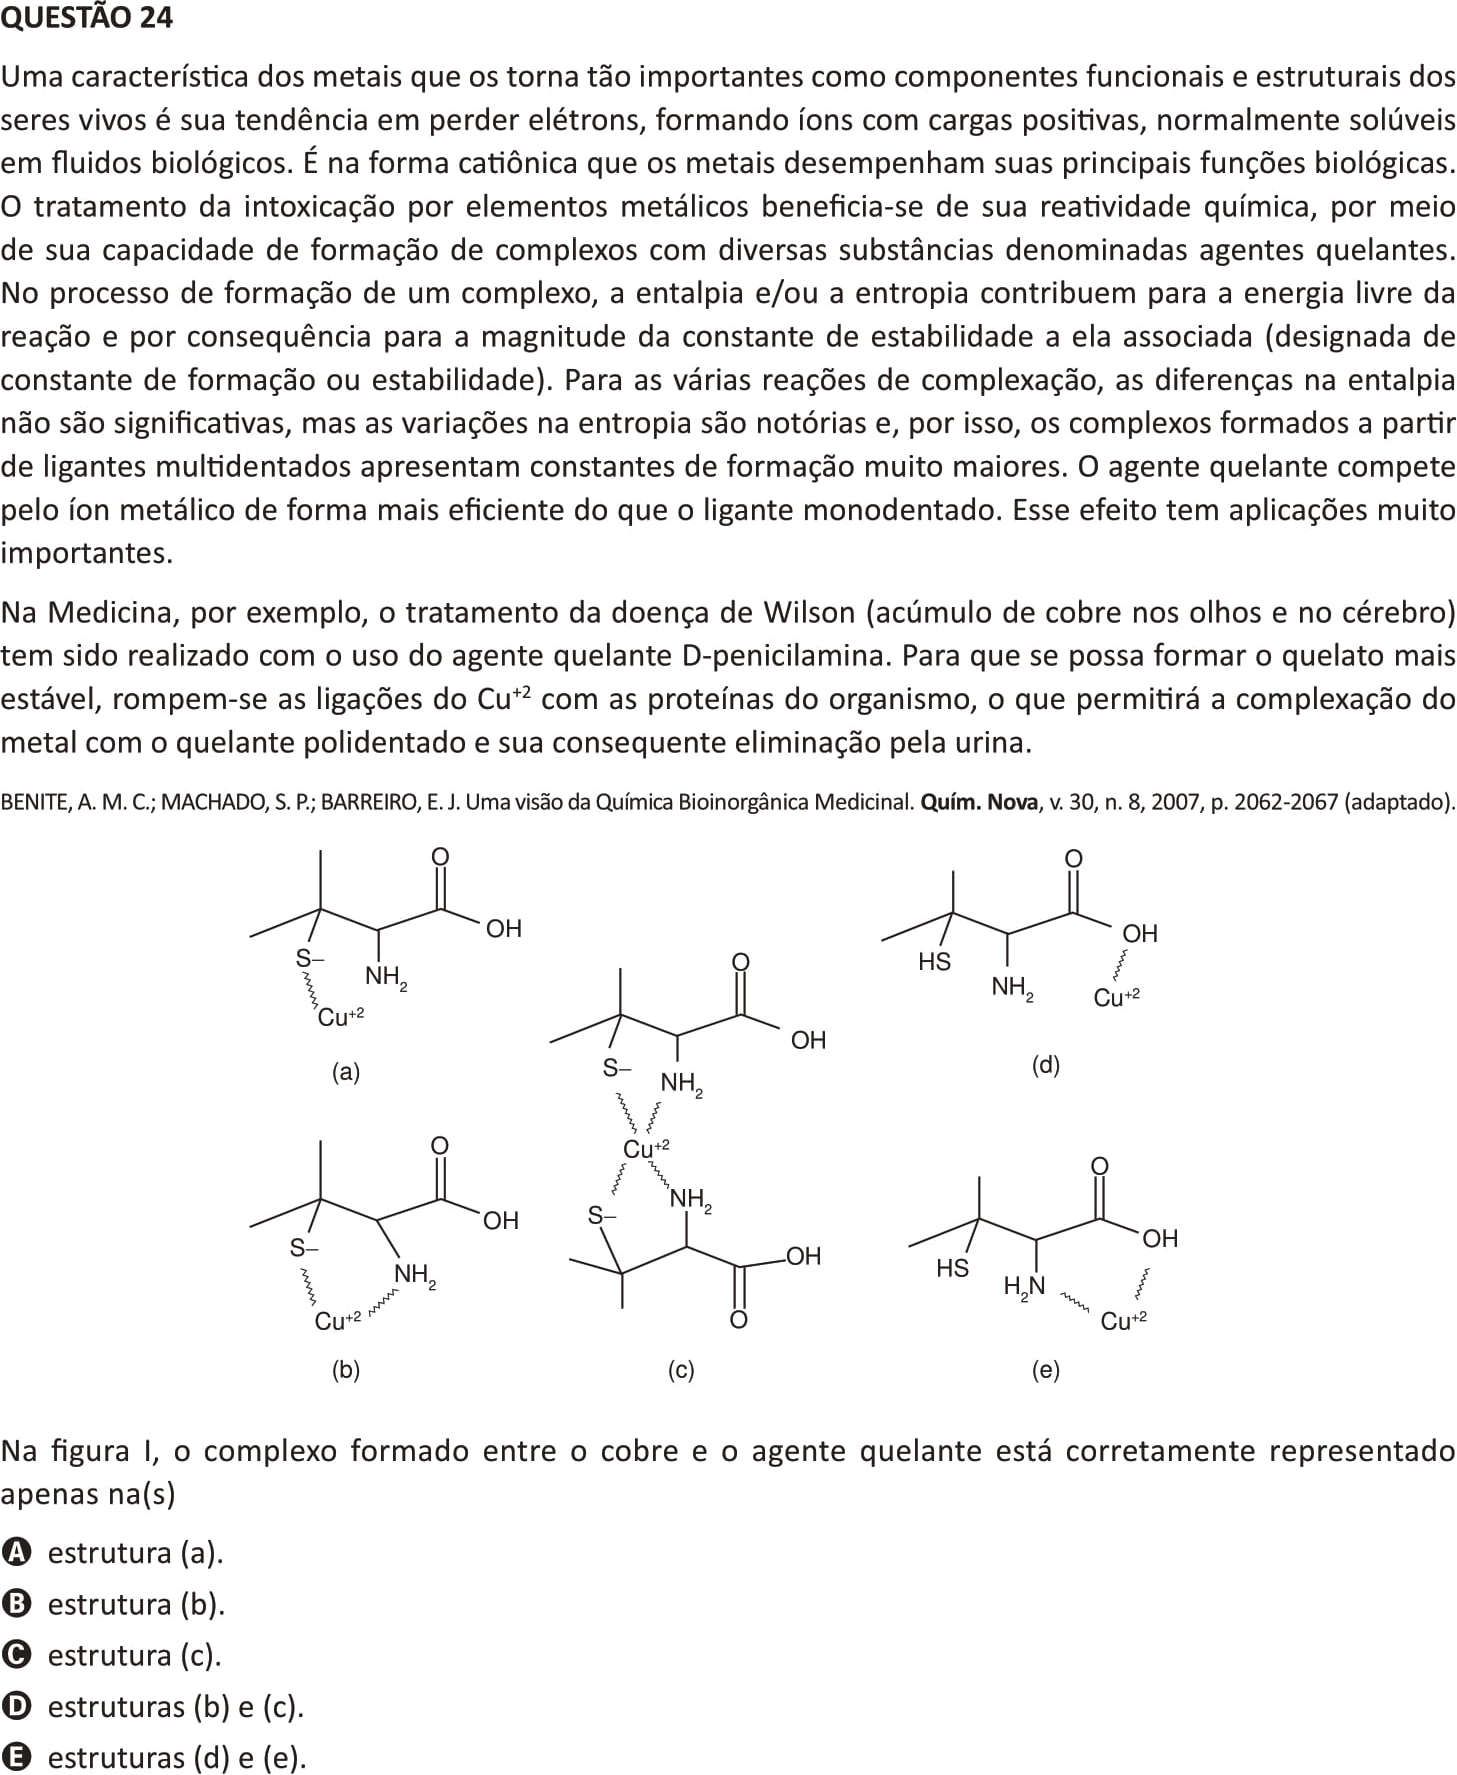 QUESTÃO 24
Uma característica dos metais que os torna tão importantes como componentes funcionais e estruturais dos
seres vivos é sua tendência em perder elétrons, formando íons com cargas positivas, normalmente solúveis
em fluidos biológicos. É na forma catiônica que os metais desempenham suas principais funções biológicas.
O tratamento da intoxicação por elementos metálicos beneficia-se de sua reatividade química, por meio
de sua capacidade de formação de complexos com diversas substâncias denominadas agentes quelantes.
No processo de formação de um complexo, a entalpia e/ou a entropia contribuem para a energia livre da
reação e por consequência para a magnitude da constante de estabilidade a ela associada (designada de
constante de formação ou estabilidade). Para as várias reações de complexação, as diferenças na entalpia
não são significativas, mas as variações na entropia são notórias e, por isso, os complexos formados a partir
de ligantes multidentados apresentam constantes de formação muito maiores. O agente quelante compete
pelo íon metálico de forma mais eficiente do que o ligante monodentado. Esse efeito tem aplicações muito
importantes.
Na Medicina, por exemplo, o tratamento da doença de Wilson (acúmulo de cobre nos olhos e no cérebro)
tem sido realizado com o uso do agente quelante D-penicilamina. Para que se possa formar o quelato mais
estável, rompem-se as ligações do Cu+2 com as proteínas do organismo, o que permitirá a complexação do
metal com o quelante polidentado e sua consequente eliminação pela urina.
BENITE, A. M. C.; MACHADO, S. P.; BARREIRO, E. J. Uma visão da Química Bioinorgânica Medicinal. Quím. Nova, v. 30, n. 8, 2007, p. 2062-2067 (adaptado).
O
OH
S–
NH2
Cu+2
(a)
O
OH
S–
NH2
Cu+2
(b)
O
OH
S–
NH2
Cu+2
NH2
S–
OH
O
(c)
O
OH
HS
NH2
Cu+2
(d)
O
OH
HS
H2N
Cu+2
(e)
Na figura I, o complexo formado entre o cobre e o agente quelante está corretamente representado
apenas na(s)
A estrutura (a).
B estrutura (b).
C estrutura (c).
D estruturas (b) e (c).
E estruturas (d) e (e).